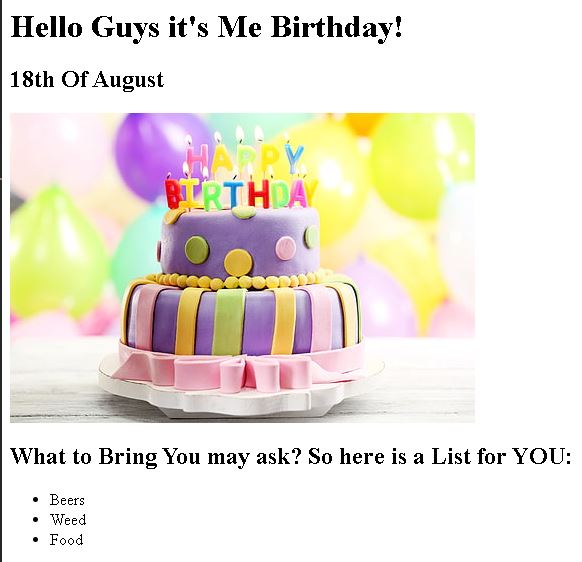 Hello Guys it's Me Birthday!
18th Of August
HAPPY
BIRTHDAY
What to Bring You may ask? So here is a List for YOU:
Beers
Weed
Food